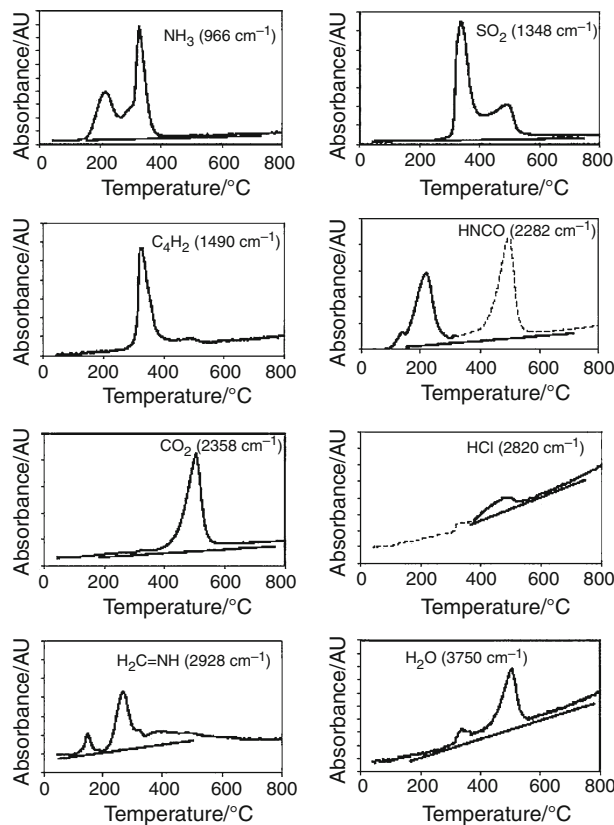 Absorbance/AU
NH₃ (966 cm⁻¹)
0 200 400 600 800
Temperature/°C
Absorbance/AU
SO₂ (1348 cm⁻¹)
0 200 400 600 800
Temperature/°C
Absorbance/AU
C₄H₂ (1490 cm⁻¹)
0 200 400 600 800
Temperature/°C
Absorbance/AU
HNCO (2282 cm⁻¹)
0 200 400 600 800
Temperature/°C
Absorbance/AU
CO₂ (2358 cm⁻¹)
0 200 400 600 800
Temperature/°C
Absorbance/AU
HCl (2820 cm⁻¹)
0 200 400 600 800
Temperature/°C
Absorbance/AU
H₂C=NH (2928 cm⁻¹)
0 200 400 600 800
Temperature/°C
Absorbance/AU
H₂O (3750 cm⁻¹)
0 200 400 600 800
Temperature/°C